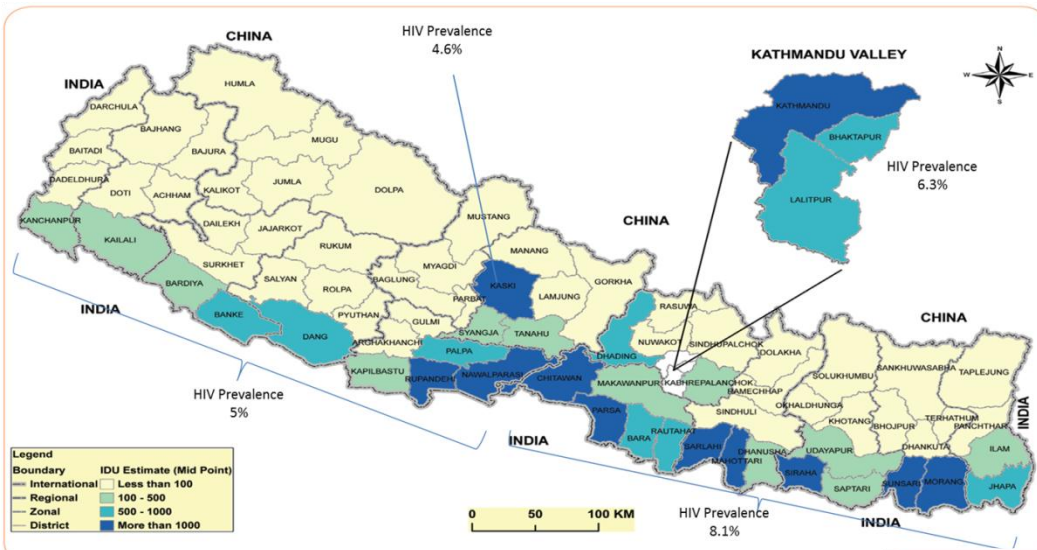 HIV Prevalence
4.6%
CHINA
KATHMANDU VALLEY
N
W
E
S
INDIA
HUMLA
DARCHULA
BAJHANG
KATHMANDU
BAITADI
BAJURA
MUGU
BHAKTAPUR
DADELDHURA
DOTI
ACHHAM
KALIKOT
JUMLA
DOLPA
HIV Prevalence
6.3%
LALITPUR
KANCHANPUR
KAILALI
DAILEKH
JAJARKOT
MUSTANG
CHINA
MANANG
RUKUM
SURKHET
SALYAN
MYAGDI
BAGLUNG
KASKI
GORKHA
BARDIYA
ROLPA
PARBAT
LAMJUNG
RASUWA
INDIA
BANKE
PYUTHAN
GULMI
SYANGJA
TANAHU
NUWAKOT
SINDHUPALCHOK
CHINA
DANG
ARGHAKHANCHI
PALPA
DHADING
DOLAKHA
SANKHUWASABHA
TAPLEJUNG
HIV Prevalence
5%
KAPILBASTU
RUPANDEHI
NAWALPARASI
CHITAWAN
MAKAWANPUR
KABHREPALANCHOK
RAMECHHAP
SOLUKHUMBU
OKHALDHUNGA
INDIA
PARSA
BARA
RAUTAHAT
SINDHULI
KHOTANG
BHOJPUR
TERHATHUM
PANCHTHAR
INDIA
SARLAHI
MAHOTTARI
DHANUSHA
UDAYAPUR
DHANKUTA
ILAM
SIRAHA
SAPTARI
SUNSARI
MORANG
JHAPA
INDIA
HIV Prevalence
8.1%
Legend
Boundary IDU Estimate (Mid Point)
International Less than 100
Regional 100 - 500
Zonal 500 - 1000
District More than 1000
0 50 100 KM